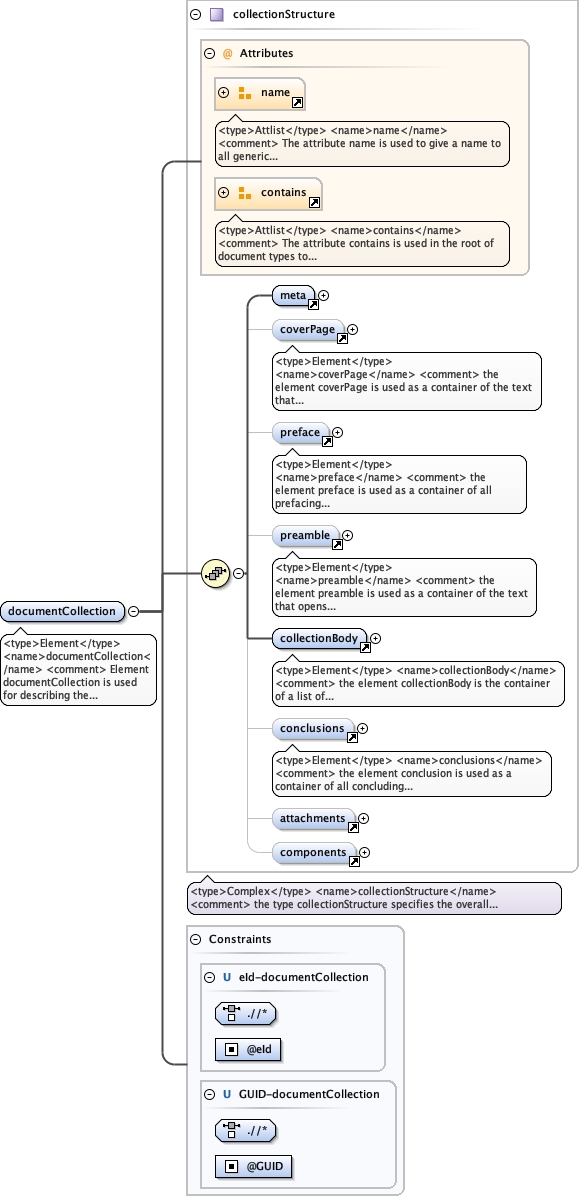 collectionStructure
@ Attributes
name
<type>Attlist</type> <name>name</name>
<comment> The attribute name is used to give a name to
all generic...
contains
<type>Attlist</type> <name>contains</name>
<comment> The attribute contains is used in the root of
document types to...
meta
coverPage
<type>Element</type>
<name>coverPage</name> <comment> the
element coverPage is used as a container of the text
that...
preface
<type>Element</type>
<name>preface</name> <comment> the
element preface is used as a container of all
prefacing...
preamble
<type>Element</type>
<name>preamble</name> <comment> the
element preamble is used as a container of the text
that opens...
documentCollection
<type>Element</type>
<name>documentCollection<
/name> <comment> Element
documentCollection is used
for describing the...
collectionBody
<type>Element</type> <name>collectionBody</name>
<comment> the element collectionBody is the container
of a list of...
conclusions
<type>Element</type> <name>conclusions</name>
<comment> the element conclusion is used as a
container of all concluding...
attachments
components
<type>Complex</type> <name>collectionStructure</name>
<comment> the type collectionStructure specifies the overall...
Constraints
U eId-documentCollection
.//*
@eId
U GUID-documentCollection
.//*
@GUID